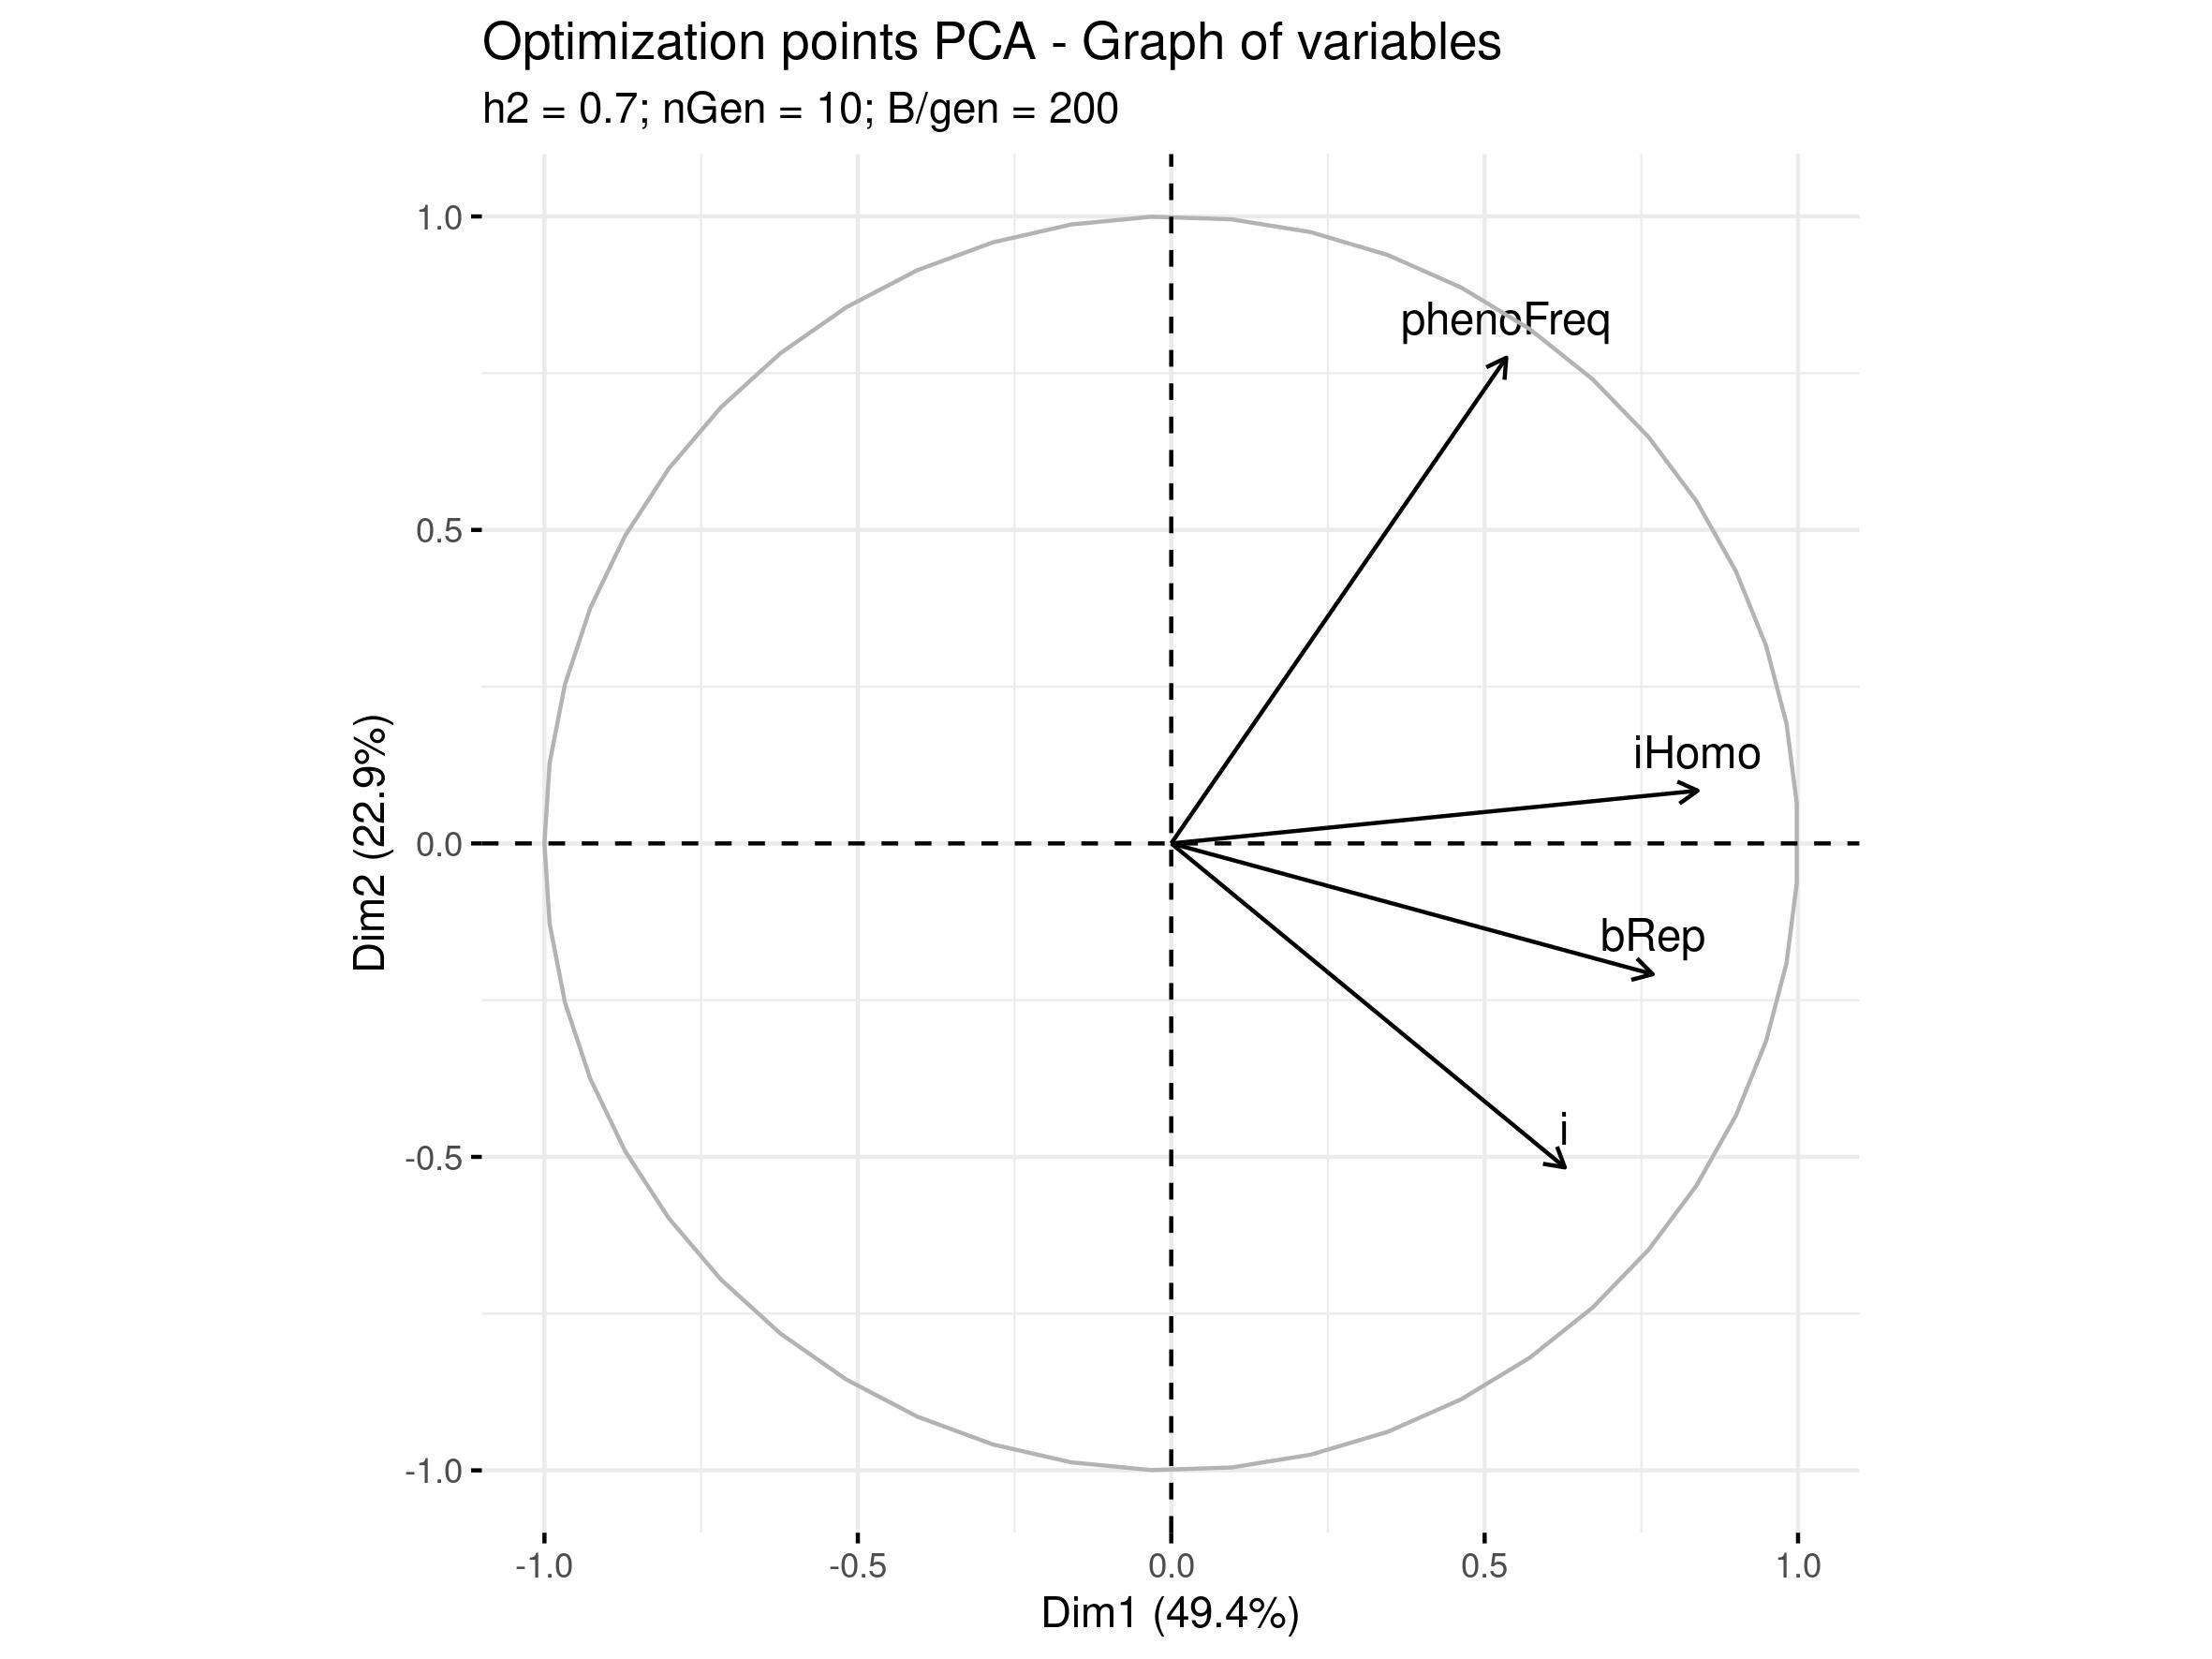 Optimization points PCA - Graph of variables
h2 = 0.7; nGen = 10; B/gen = 200
1.0
0.5
0.0
-0.5
-1.0
Dim2 (22.9%)
phenoFreq
iHomo
bRep
i
-1.0
-0.5
0.0
0.5
1.0
Dim1 (49.4%)